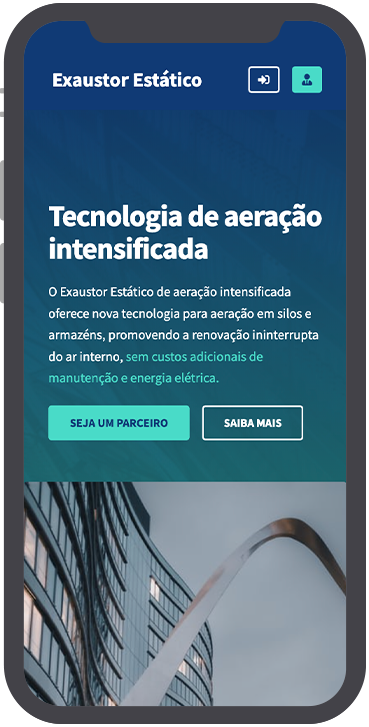 Exaustor Estático
Tecnologia de aeração
intensificada
O Exaustor Estático de aeração intensificada
oferece nova tecnologia para aeração em silos e
armazéns, promovendo a renovação ininterrupta
do ar interno, sem custos adicionais de
manutenção e energia elétrica.
SEJA UM PARCEIRO
SAIBA MAIS